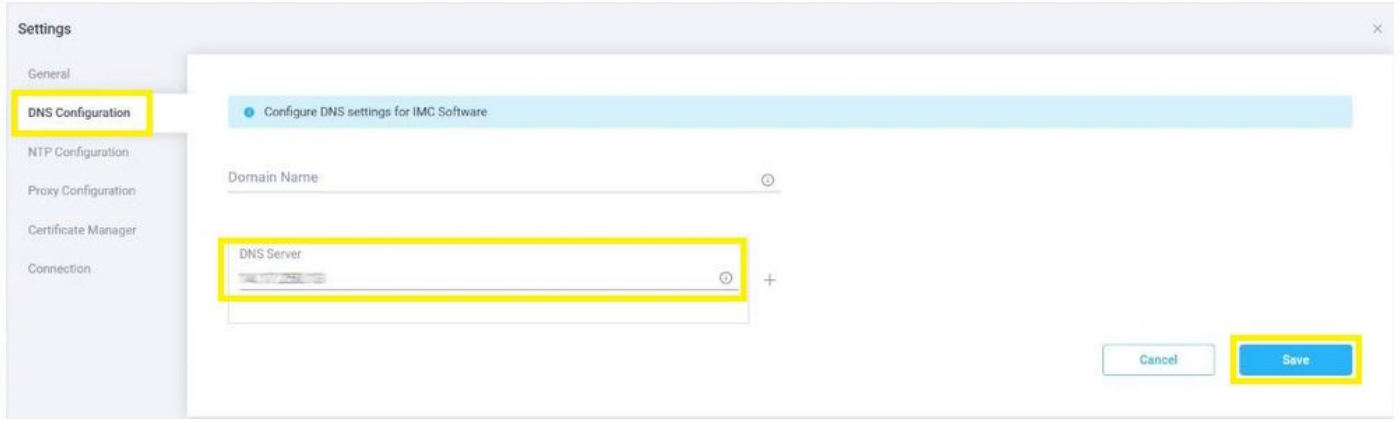 Settings
General
DNS Configuration
Configure DNS settings for IMC Software
NTP Configuration
Domain Name
Proxy Configuration
Certificate Manager
DNS Server
Connection
Cancel
Save